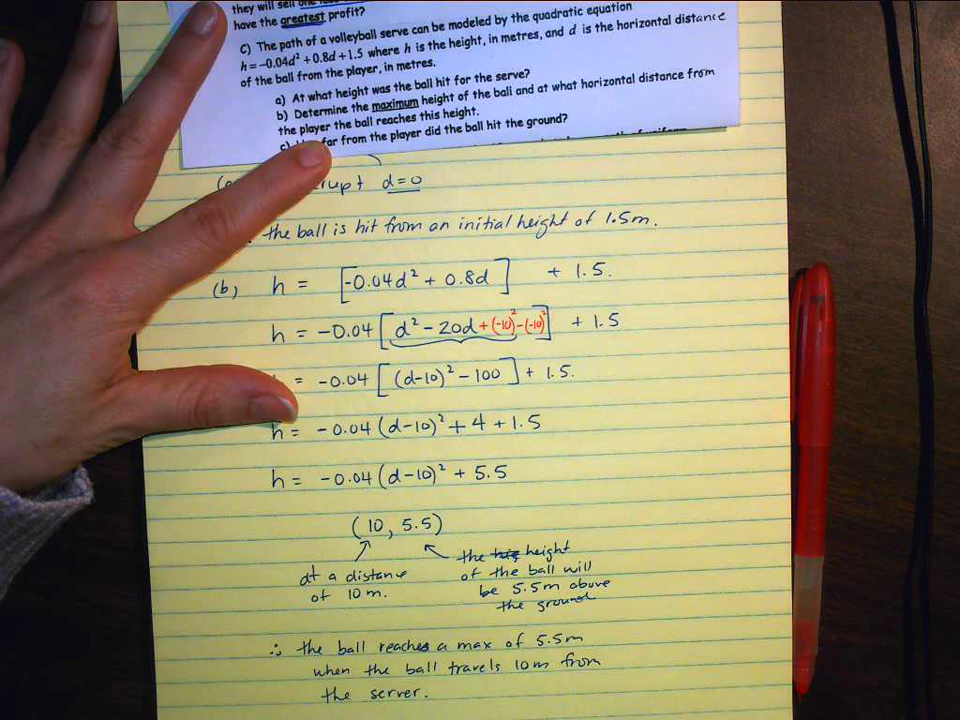 they will sell one
have the greatest profit?
C) The path of a volleyball serve can be modeled by the quadratic equation
h=-0.04d² +0.8d+1.5 where h is the height, in metres, and d is the horizontal distance
of the ball from the player, in metres.
a) At what height was the ball hit for the serve?
b) Determine the maximum height of the ball and at what horizontal distance from
the player the ball reaches this height.
c) far from the player did the ball hit the ground?
d=0
the ball is hit from an initial height of 1.5m.
(b) h = [-0.04d² + 0.8d] + 1.5.
h = -0.04 [d² - 20d +(-10)² -(-10)²] + 1.5
= -0.04 [(d-10)² - 100] + 1.5.
h = -0.04 (d-10)² + 4 + 1.5
h = -0.04 (d-10)² + 5.5
(10, 5.5)
at a distance
of 10 m.
the height
of the ball will
be 5.5m above
the ground
∴ the ball reaches a max of 5.5m
when the ball travels 10m from
the server.